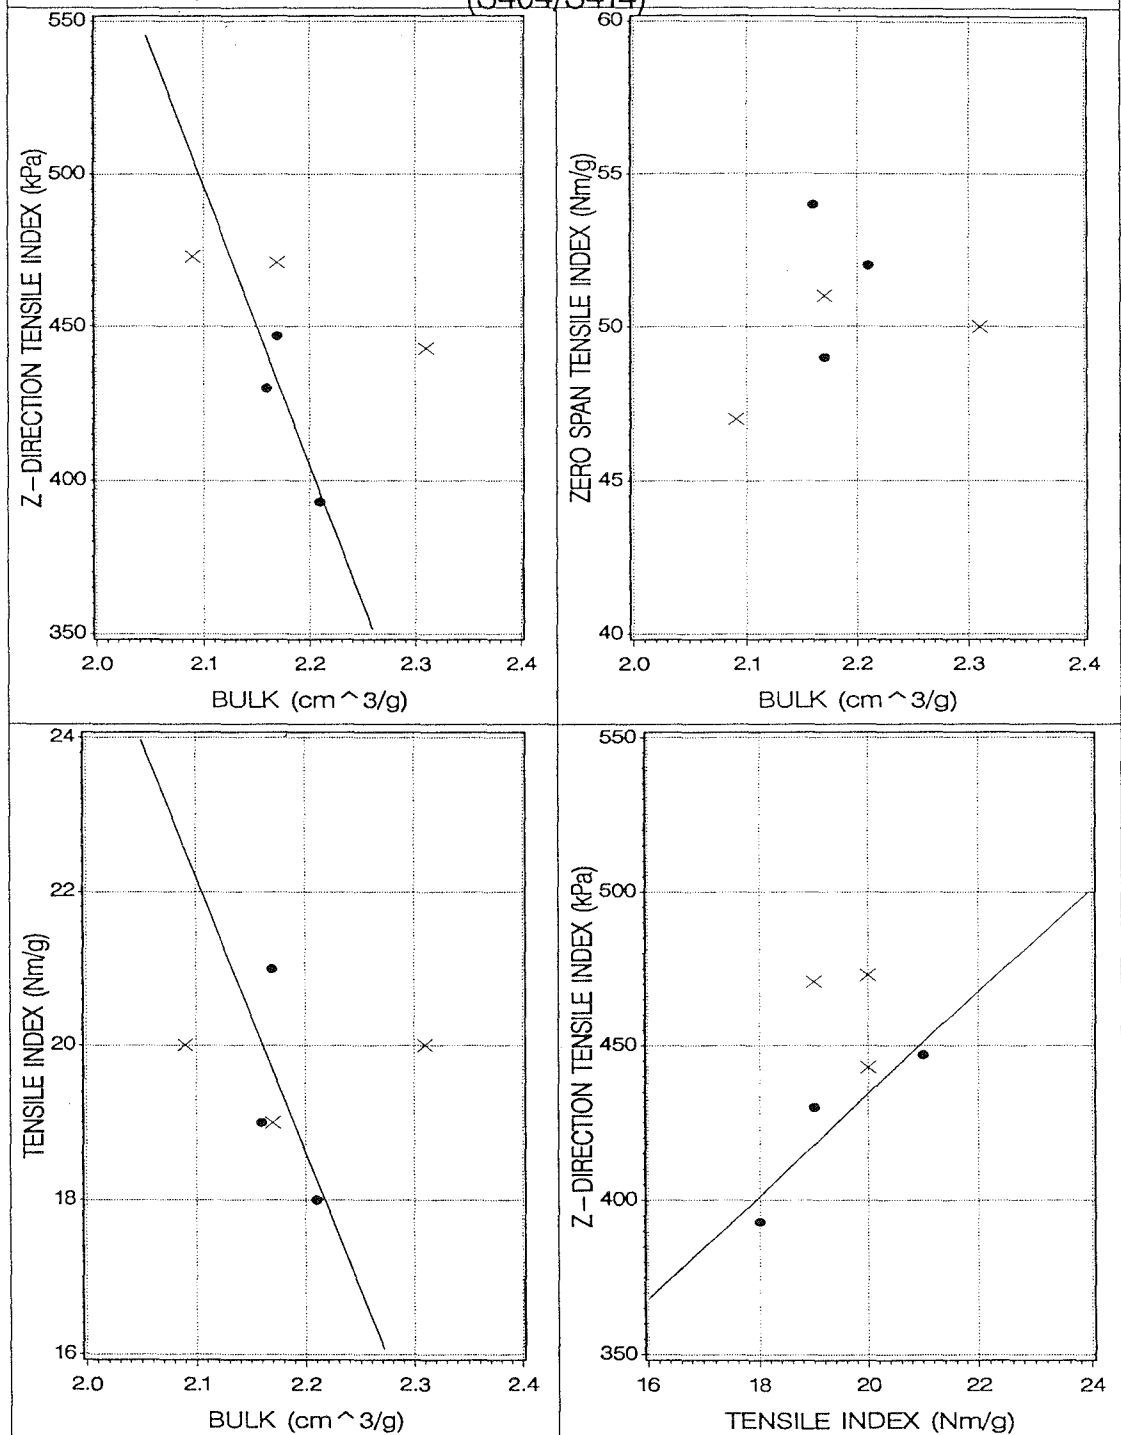 550
500
450
400
350
Z-DIRECTION TENSILE INDEX (kPa)
2.0 2.1 2.2 2.3 2.4
BULK (cm^3/g)
60
55
50
45
40
ZERO SPAN TENSILE INDEX (Nm/g)
2.0 2.1 2.2 2.3 2.4
BULK (cm^3/g)
24
22
20
18
16
TENSILE INDEX (Nm/g)
2.0 2.1 2.2 2.3 2.4
BULK (cm^3/g)
550
500
450
400
350
Z-DIRECTION TENSILE INDEX (kPa)
16 18 20 22 24
TENSILE INDEX (Nm/g)